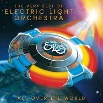 THE VERY BEST OF
ELECTRIC LIGHT
ORCHESTRA
ALL OVER THE WORLD